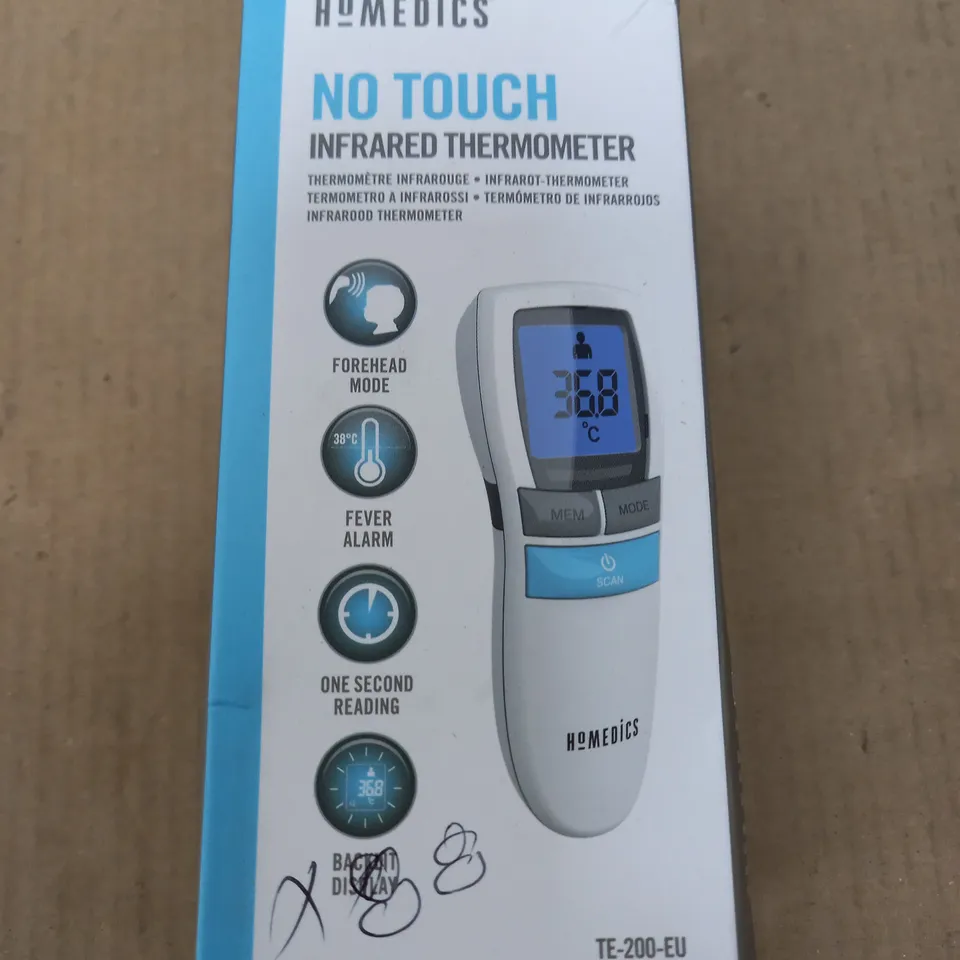 HoMEDICS
NO TOUCH
INFRARED THERMOMETER
THERMOMÈTRE INFRAROUGE • INFRAROT-THERMOMETER
TERMOMETRO A INFRAROSSI • TERMÓMETRO DE INFRARROJOS
INFRAROOD THERMOMETER
FOREHEAD
MODE
38°C
FEVER
ALARM
ONE SECOND
READING
36.8
°C
BACKLIT
DISPLAY
36.8
°C
MEM
MODE
SCAN
HoMEDICS
TE-200-EU